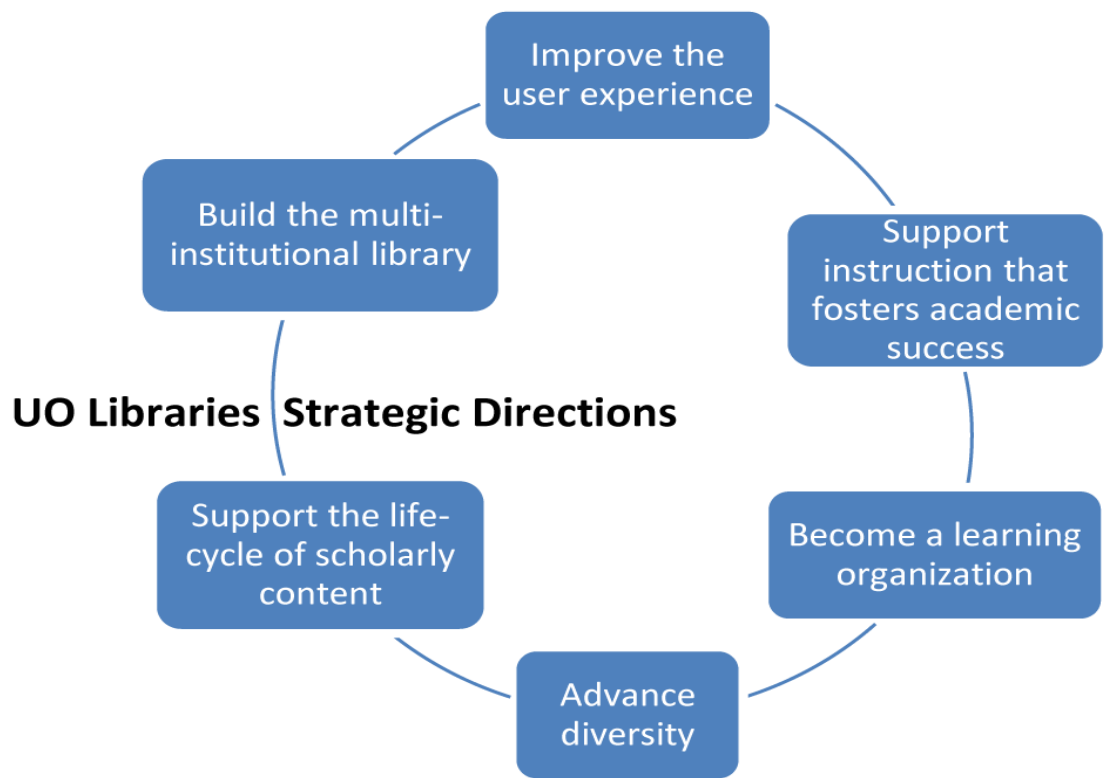 Improve the
user experience
Support
instruction that
fosters academic
success
Become a learning
organization
Advance
diversity
Support the life-
cycle of scholarly
content
Build the multi-
institutional library
UO Libraries Strategic Directions